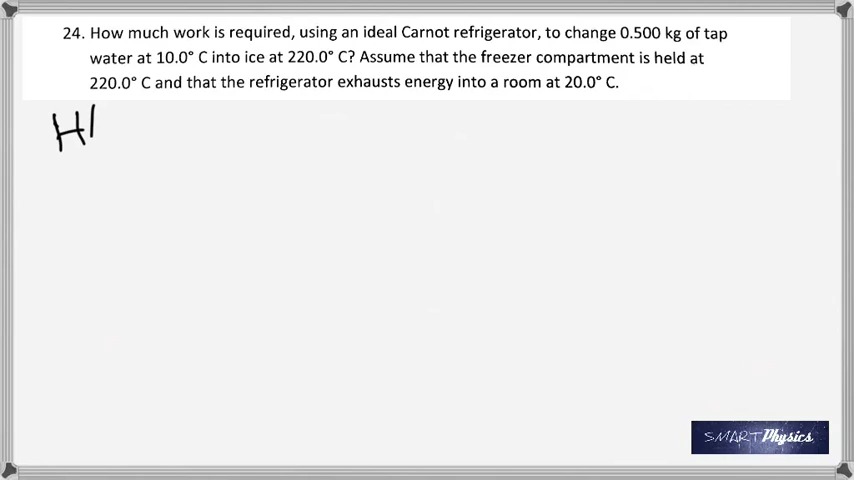 24. How much work is required, using an ideal Carnot refrigerator, to change 0.500 kg of tap
water at 10.0° C into ice at 220.0° C? Assume that the freezer compartment is held at
220.0° C and that the refrigerator exhausts energy into a room at 20.0° C.
SMART Physics